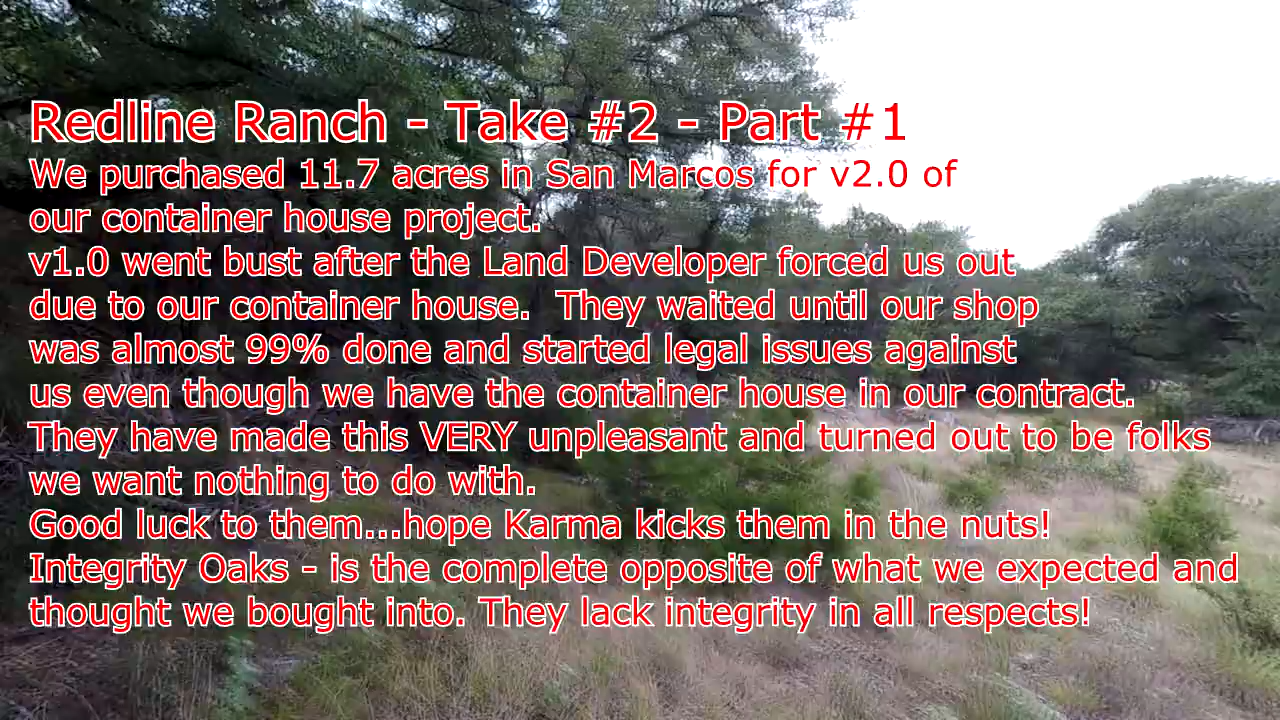 Redline Ranch - Take #2 - Part #1
We purchased 11.7 acres in San Marcos for v2.0 of
our container house project.
v1.0 went bust after the Land Developer forced us out
due to our container house.  They waited until our shop
was almost 99% done and started legal issues against
us even though we have the container house in our contract.
They have made this VERY unpleasant and turned out to be folks
we want nothing to do with.
Good luck to them...hope Karma kicks them in the nuts!
Integrity Oaks - is the complete opposite of what we expected and
thought we bought into. They lack integrity in all respects!